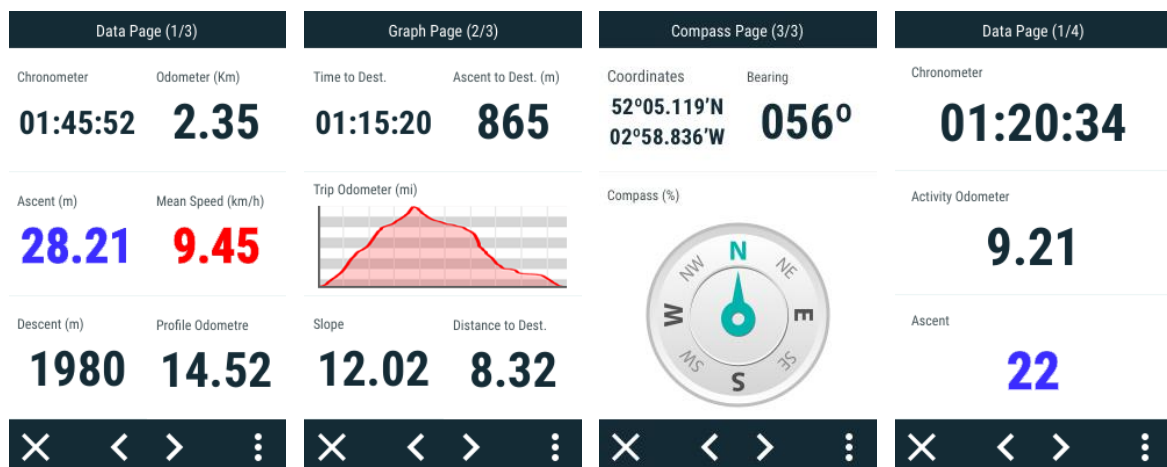 Data Page (1/3)
Chronometer Odometer (Km)
01:45:52 2.35
Ascent (m) Mean Speed (km/h)
28.21 9.45
Descent (m) Profile Odometre
1980 14.52
Graph Page (2/3)
Time to Dest. Ascent to Dest. (m)
01:15:20 865
Trip Odometer (mi)
Slope Distance to Dest.
12.02 8.32
Compass Page (3/3)
Coordinates Bearing
52º05.119'N 056º
02º58.836'W
Compass (%)
N
NW NE
W E
SW SE
S
Data Page (1/4)
Chronometer
01:20:34
Activity Odometer
9.21
Ascent
22